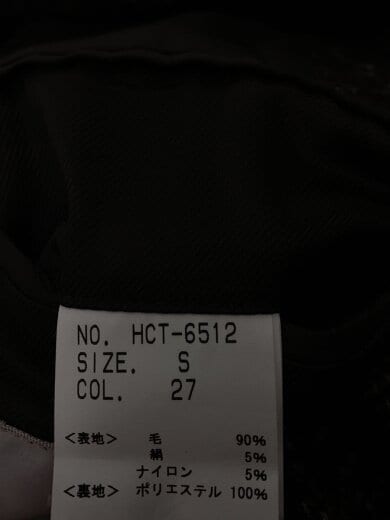 NO. HCT-6512
SIZE. S
COL. 27
<表地> 毛 90%
絹 5%
ナイロン 5%
<裏地> ポリエステル 100%